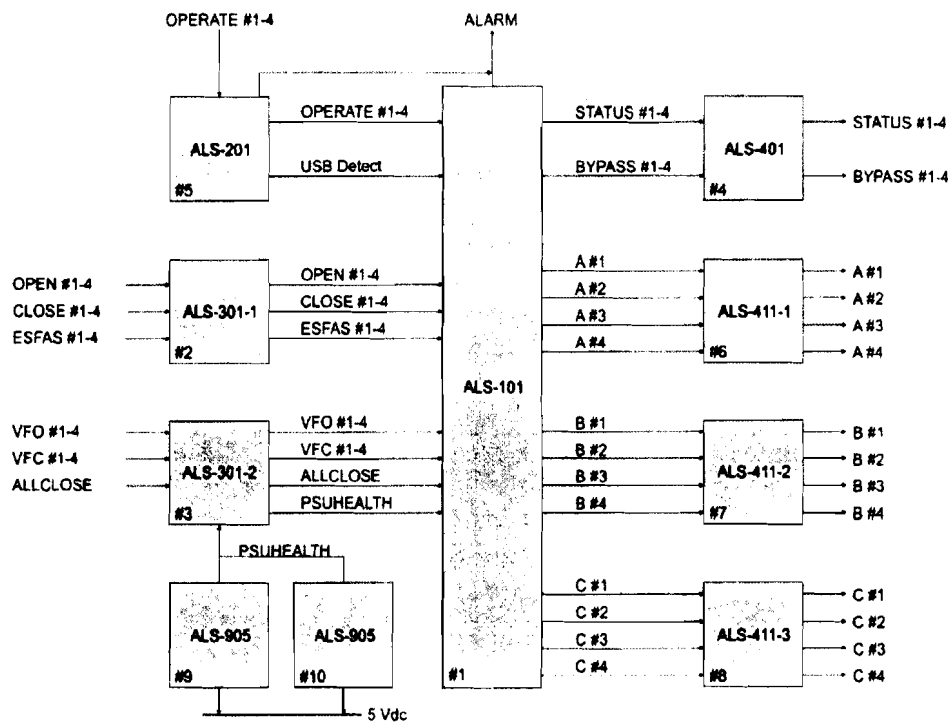 OPERATE #1-4
ALARM
ALS-201
#5
OPERATE #1-4
USB Detect
STATUS #1-4
BYPASS #1-4
ALS-401
#4
STATUS #1-4
BYPASS #1-4
OPEN #1-4
CLOSE #1-4
ESFAS #1-4
ALS-301-1
#2
OPEN #1-4
CLOSE #1-4
ESFAS #1-4
A #1
A #2
A #3
A #4
ALS-411-1
#6
A #1
A #2
A #3
A #4
ALS-101
#1
VFO #1-4
VFC #1-4
ALLCLOSE
ALS-301-2
#3
VFO #1-4
VFC #1-4
ALLCLOSE
PSUHEALTH
B #1
B #2
B #3
B #4
ALS-411-2
#7
B #1
B #2
B #3
B #4
PSUHEALTH
ALS-905
#9
ALS-905
#10
C #1
C #2
C #3
C #4
ALS-411-3
#8
C #1
C #2
C #3
C #4
5 Vdc